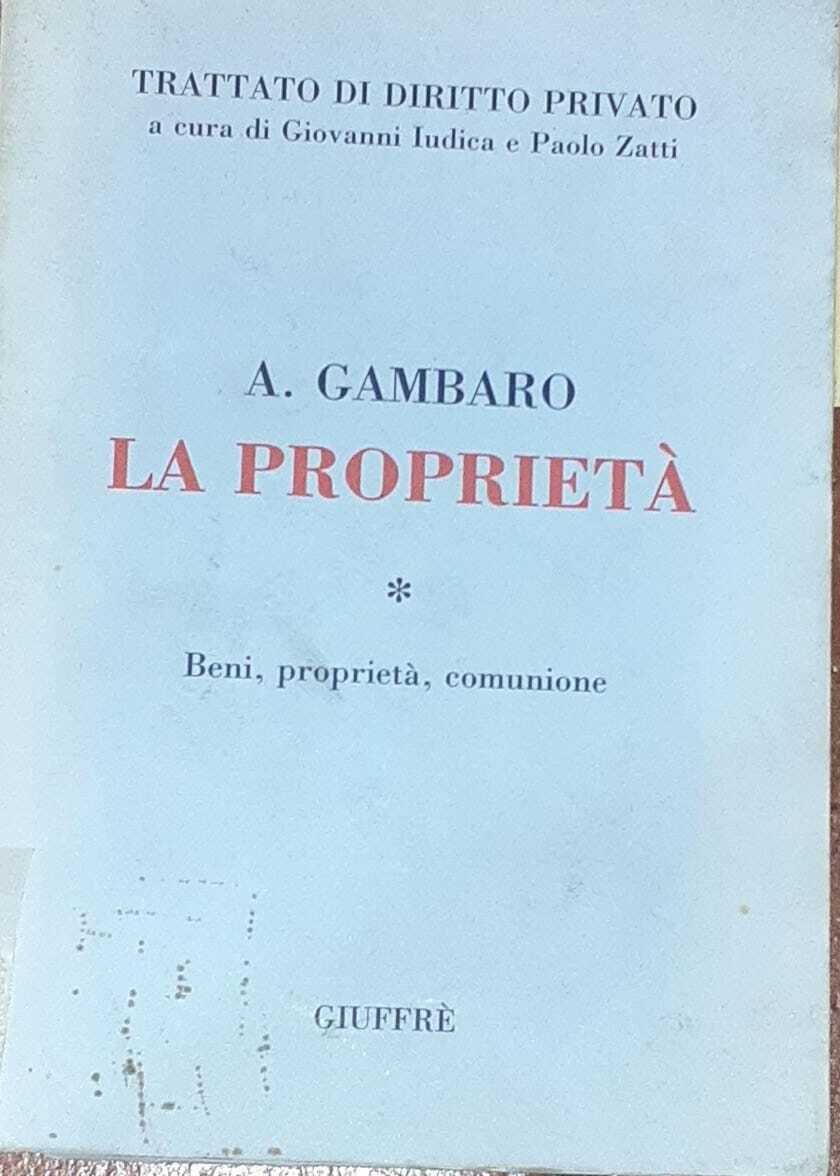 TRATTATO DI DIRITTO PRIVATO
a cura di Giovanni Iudica e Paolo Zatti
A. GAMBARO
LA PROPRIETÀ
*
Beni, proprietà, comunione
GIUFFRÈ